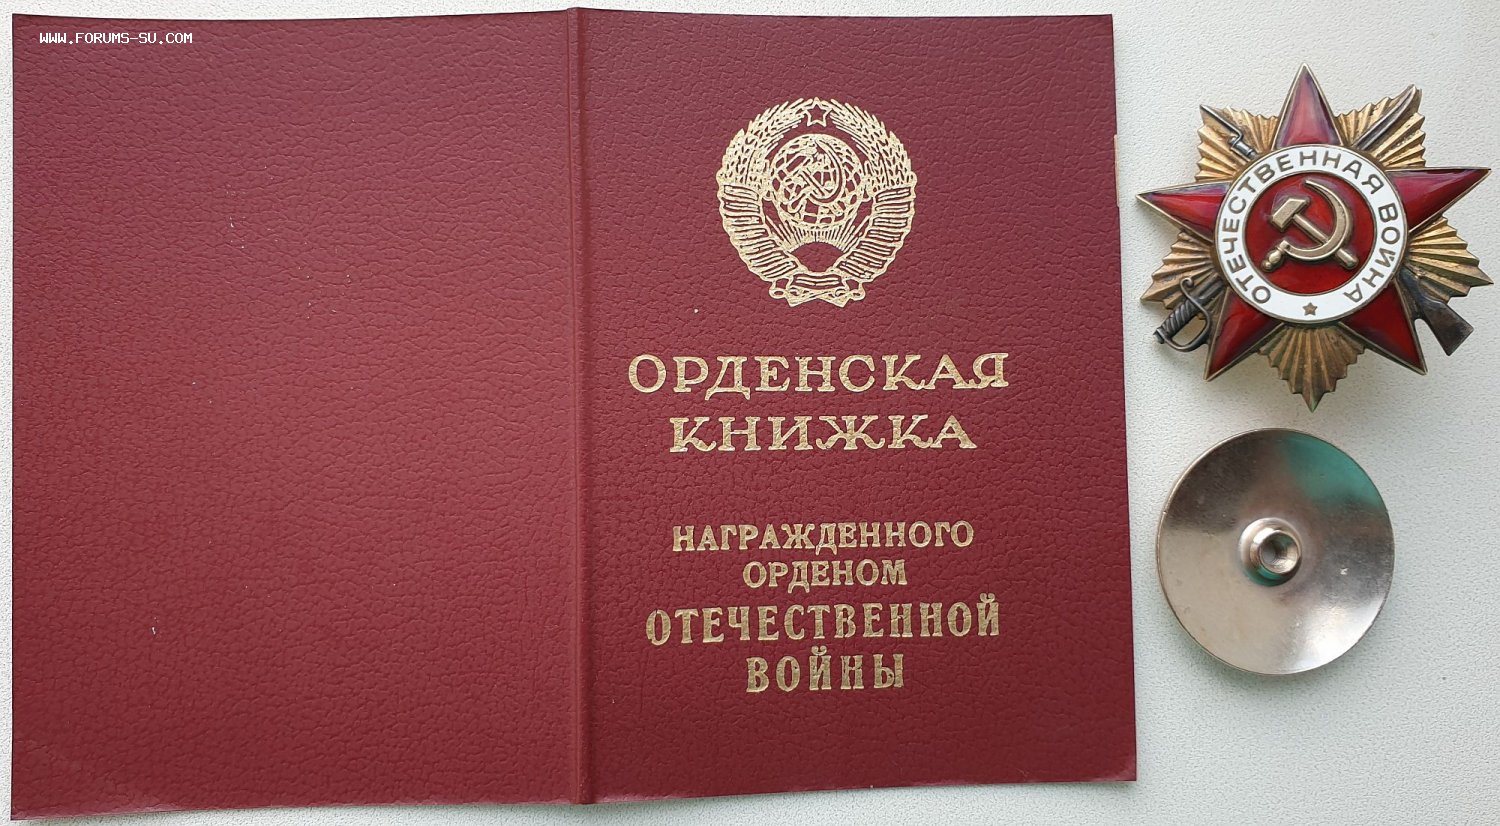 WWW.FORUMS-SU.COM
ОРДЕНСКАЯ
КНИЖКА
НАГРАЖДЕННОГО
ОРДЕНОМ
ОТЕЧЕСТВЕННОЙ
ВОЙНЫ
ОТЕЧЕСТВЕННАЯ ВОЙНА